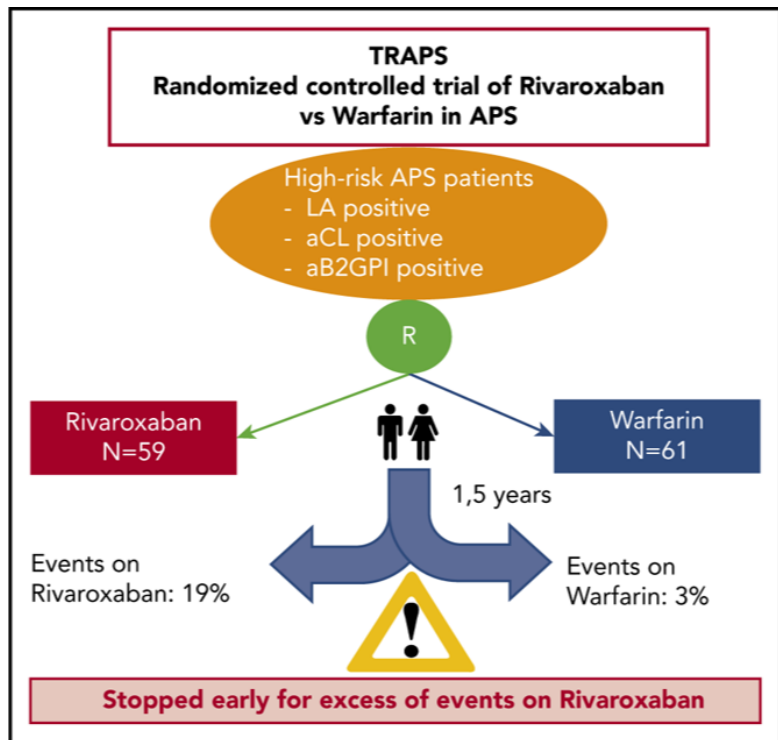 TRAPS
Randomized controlled trial of Rivaroxaban
vs Warfarin in APS
High-risk APS patients
- LA positive
- aCL positive
- aB2GPI positive
R
Rivaroxaban
N=59
Warfarin
N=61
1,5 years
Events on
Rivaroxaban: 19%
Events on
Warfarin: 3%
!
Stopped early for excess of events on Rivaroxaban